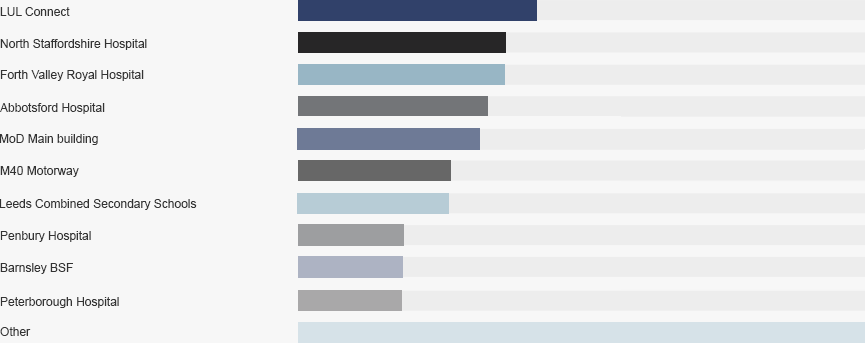 LUL Connect
North Staffordshire Hospital
Forth Valley Royal Hospital
Abbotsford Hospital
MoD Main building
M40 Motorway
Leeds Combined Secondary Schools
Penbury Hospital
Barnsley BSF
Peterborough Hospital
Other